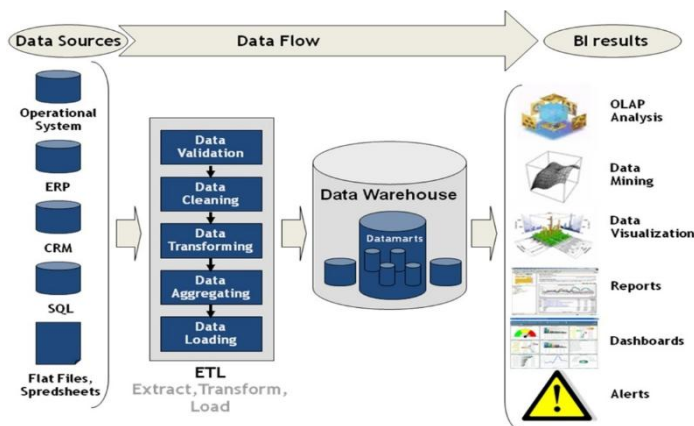 Data Sources
Data Flow
BI results
Operational
System
ERP
CRM
SQL
Flat Files,
Spredsheets
Data
Validation
Data
Cleaning
Data
Transforming
Data
Aggregating
Data
Loading
ETL
Extract,Transform,
Load
Data Warehouse
Datamarts
OLAP
Analysis
Data
Mining
Data
Visualization
Reports
Dashboards
Alerts